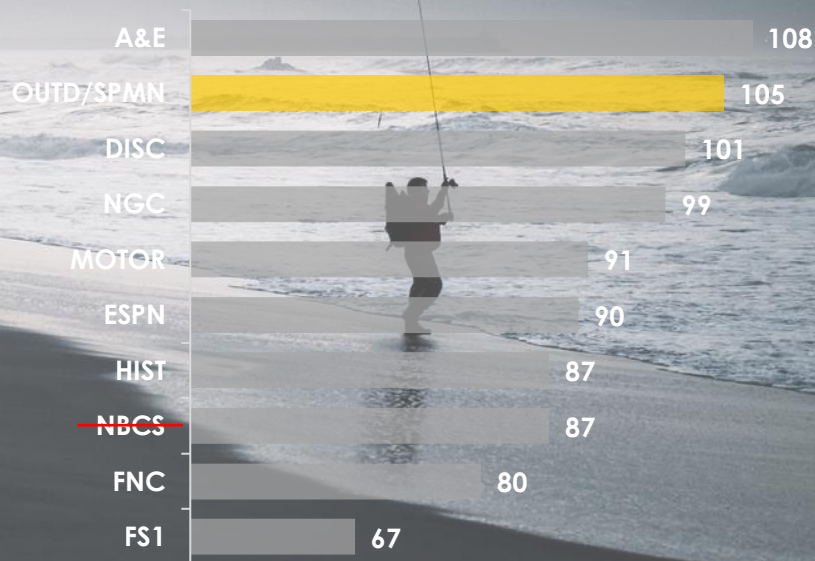 A&E 108
OUTD/SPMN 105
DISC 101
NGC 99
MOTOR 91
ESPN 90
HIST 87
NBCS 87
FNC 80
FS1 67